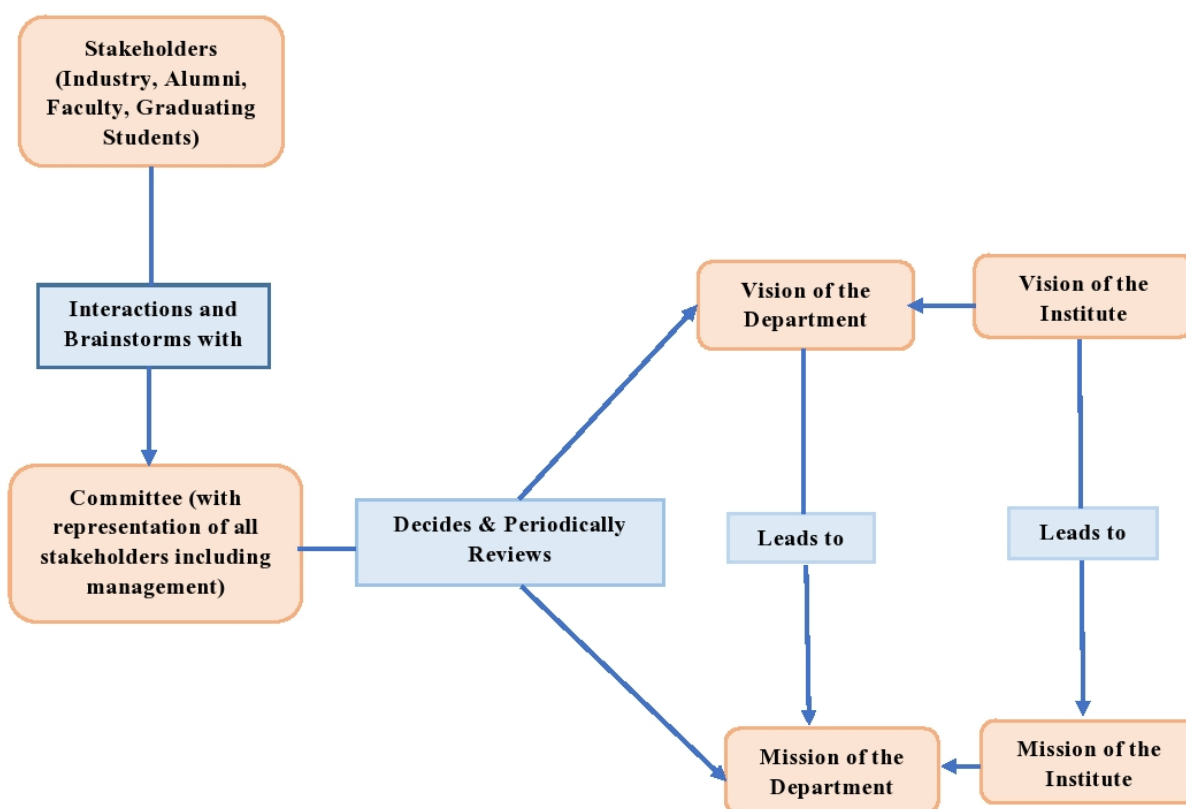 Stakeholders
(Industry, Alumni,
Faculty, Graduating
Students)
Interactions and
Brainstorms with
Committee (with
representation of all
stakeholders including
management)
Decides & Periodically
Reviews
Vision of the
Department
Vision of the
Institute
Leads to
Leads to
Mission of the
Department
Mission of the
Institute